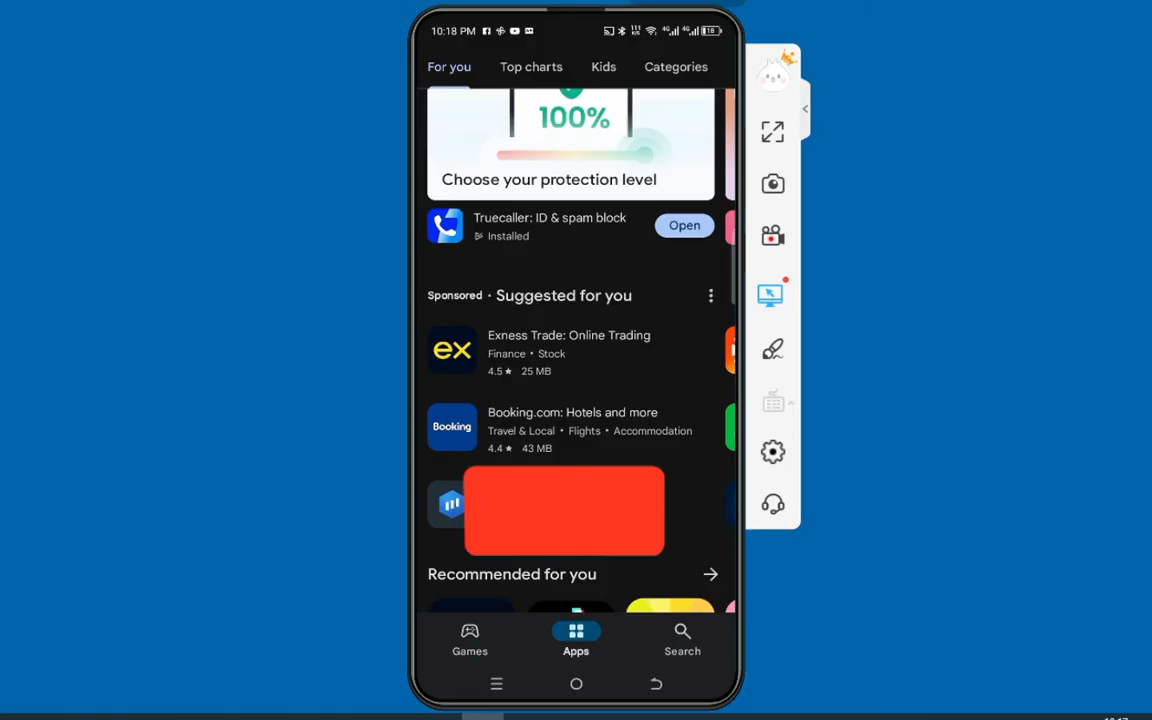 10:18 PM
18
For you
Top charts
Kids
Categories
100%
Choose your protection level
Truecaller: ID & spam block
Installed
Open
Sponsored • Suggested for you
ex
Exness Trade: Online Trading
Finance • Stock
4.5 ★ 25 MB
Booking
Booking.com: Hotels and more
Travel & Local • Flights • Accommodation
4.4 ★ 43 MB
Recommended for you
Games
Apps
Search